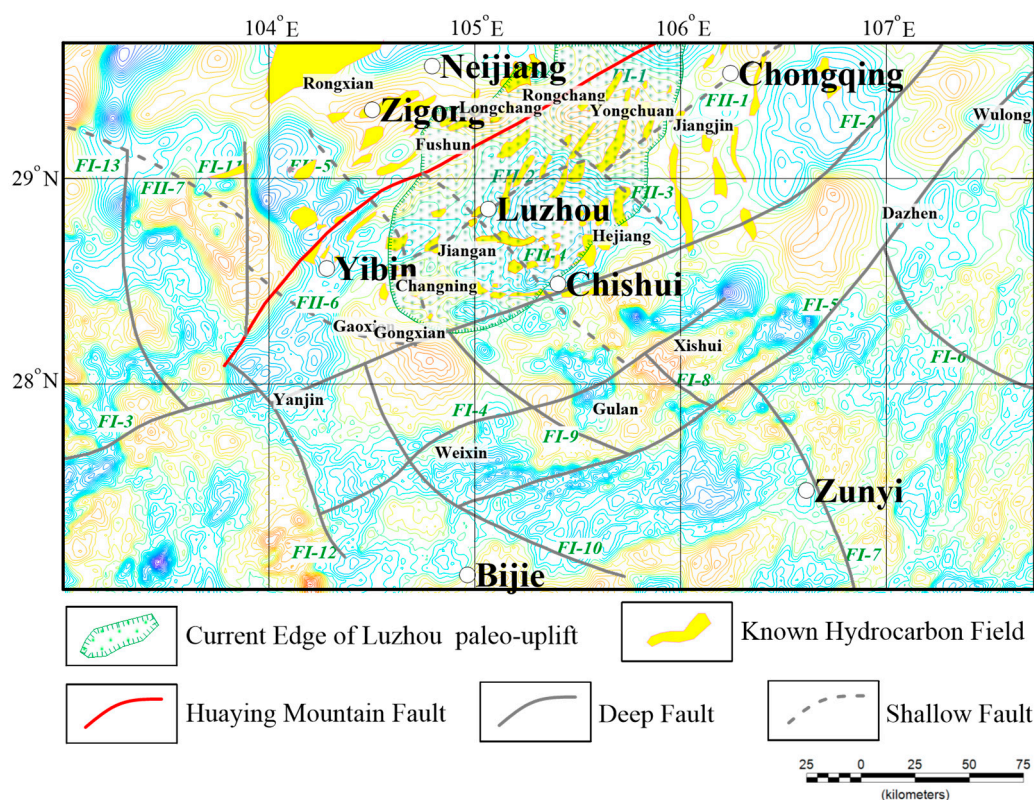 104°E 105°E 106°E 107°E
Neijiang
FI-1
Chongqing
Rongxian
Rongchang
FII-1
Zigong
Longchang
Yongchuan
Jiangjin
FI-2
Wulong
Fushun
FI-13
FI-11
FII-5
29°N
FII-7
FII-2
FII-3
Luzhou
Dazhen
Hejiang
Jiangan
FII-4
Yibin
Changning
Chishui
FII-6
FI-5
Gaoxian
Gongxian
Xishui
FI-6
28°N
FI-8
Yanjin
FI-3
FI-4
Gulan
FI-9
Weixin
Zunyi
FI-12
FI-10
FI-7
Bijie
Current Edge of Luzhou paleo-uplift
Known Hydrocarbon Field
Huaying Mountain Fault
Deep Fault
Shallow Fault
25 0 25 50 75
(kilometers)